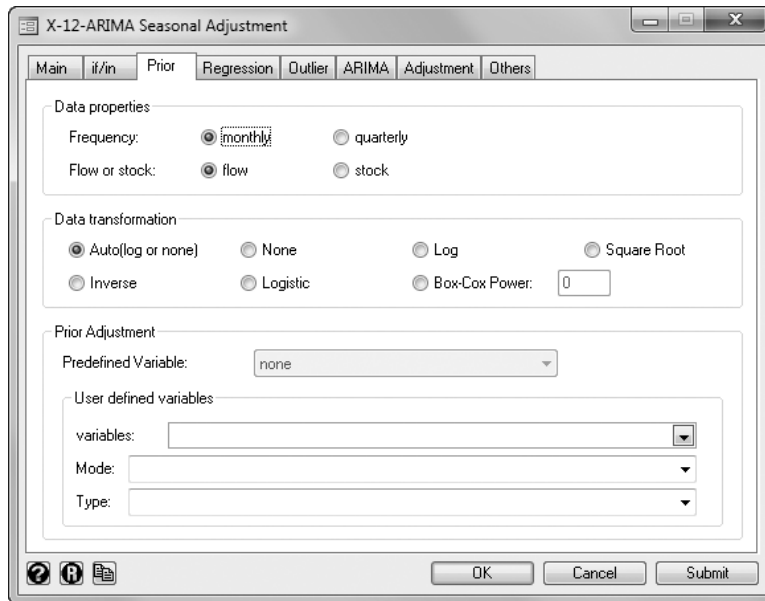 X-12-ARIMA Seasonal Adjustment
Main if/in Prior Regression Outlier ARIMA Adjustment Others
Data properties
Frequency: monthly quarterly
Flow or stock: flow stock
Data transformation
Auto(log or none) None Log Square Root
Inverse Logistic Box-Cox Power: 0
Prior Adjustment
Predefined Variable: none
User defined variables
variables:
Mode:
Type:
OK Cancel Submit